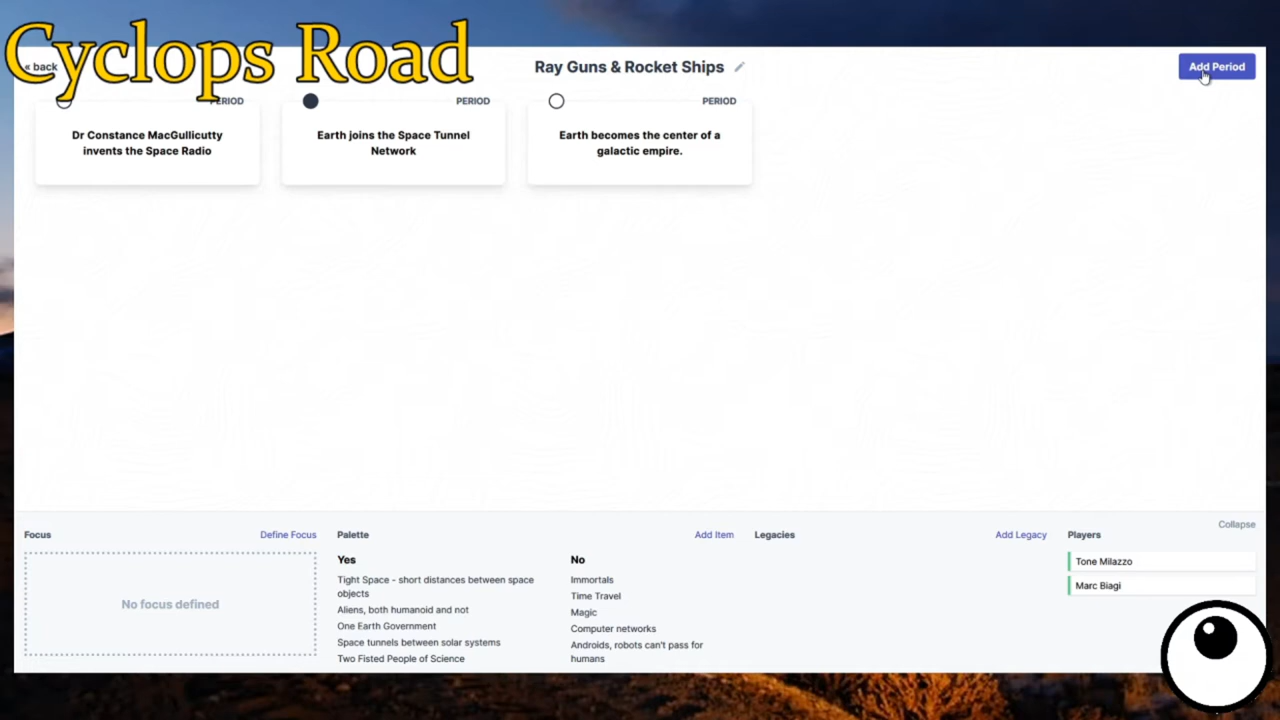 Cyclops Road
« back
Ray Guns & Rocket Ships
Add Period
PERIOD
PERIOD
PERIOD
Dr Constance MacGullicutty
invents the Space Radio
Earth joins the Space Tunnel
Network
Earth becomes the center of a
galactic empire.
Collapse
Focus
Define Focus
Palette
Add Item
Legacies
Add Legacy
Players
No focus defined
Yes
Tight Space - short distances between space
objects
Aliens, both humanoid and not
One Earth Government
Space tunnels between solar systems
Two Fisted People of Science
No
Immortals
Time Travel
Magic
Computer networks
Androids, robots can't pass for
humans
Tone Milazzo
Marc Biagi